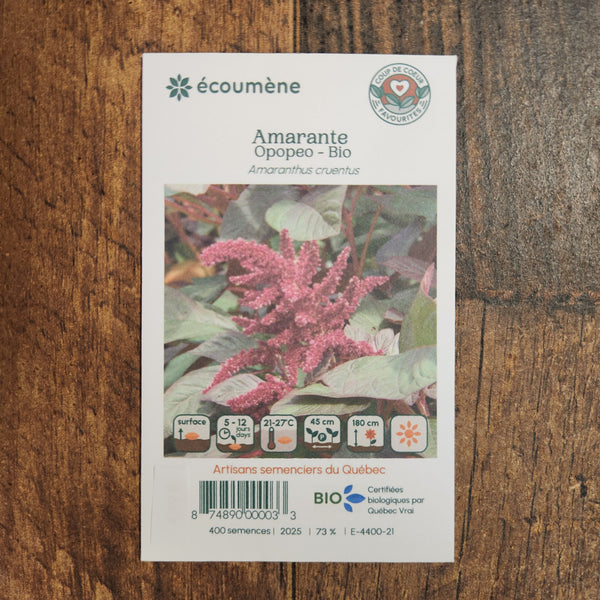 écoumène
COUP DE COEUR
FAVOURITES
Amarante
Opopeo - Bio
Amaranthus cruentus
surface
5 - 12
jours
days
21-27°C
45 cm
P
180 cm
Artisans semenciers du Québec
BIO
Certifiées
biologiques par
Québec Vrai
8 74890 00003 3
400 semences | 2025 | 73 % | E-4400-21